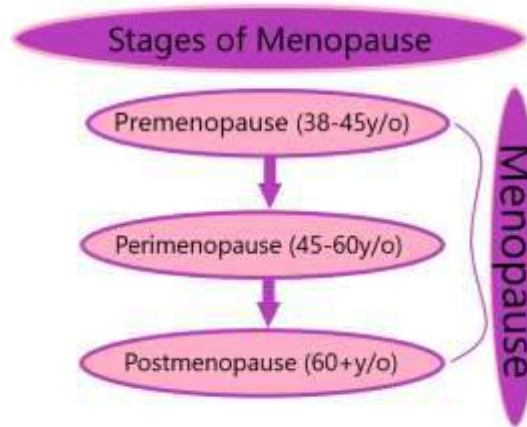 Stages of Menopause
Premenopause (38-45y/o)
Perimenopause (45-60y/o)
Postmenopause (60+y/o)
Menopause